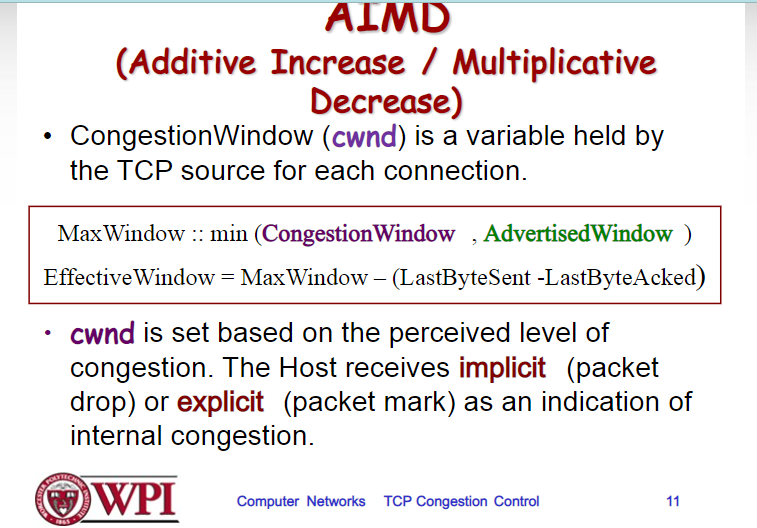 AIMD
(Additive Increase / Multiplicative
Decrease)
• CongestionWindow (cwnd) is a variable held by
the TCP source for each connection.
MaxWindow :: min (CongestionWindow , AdvertisedWindow )
EffectiveWindow = MaxWindow – (LastByteSent -LastByteAcked)
• cwnd is set based on the perceived level of
congestion. The Host receives implicit (packet
drop) or explicit (packet mark) as an indication of
internal congestion.
WPI
Computer Networks TCP Congestion Control
11